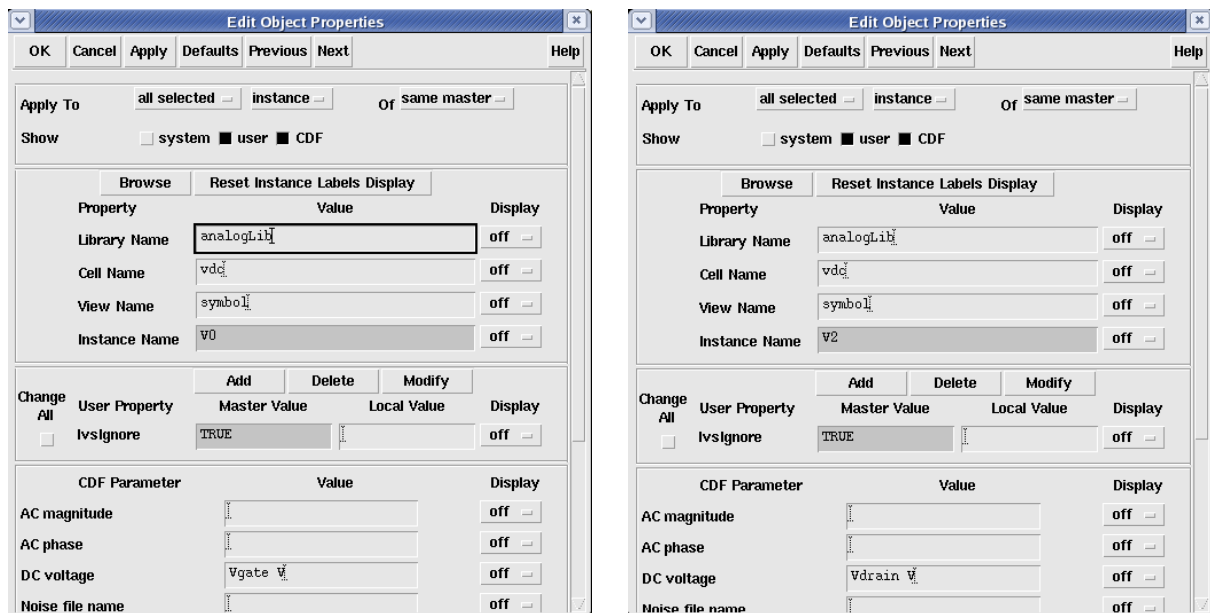 Edit Object Properties
OK Cancel Apply Defaults Previous Next Help
Apply To all selected instance Of same master
Show system user CDF
Browse Reset Instance Labels Display
Property Value Display
Library Name analogLib off
Cell Name vdc off
View Name symbol off
Instance Name V0 off
Add Delete Modify
Change All User Property Master Value Local Value Display
lvsIgnore TRUE off
CDF Parameter Value Display
AC magnitude off
AC phase off
DC voltage Vgate V off
Noise file name off
Edit Object Properties
OK Cancel Apply Defaults Previous Next Help
Apply To all selected instance Of same master
Show system user CDF
Browse Reset Instance Labels Display
Property Value Display
Library Name analogLib off
Cell Name vdc off
View Name symbol off
Instance Name V2 off
Add Delete Modify
Change All User Property Master Value Local Value Display
lvsIgnore TRUE off
CDF Parameter Value Display
AC magnitude off
AC phase off
DC voltage Vdrain V off
Noise file name off